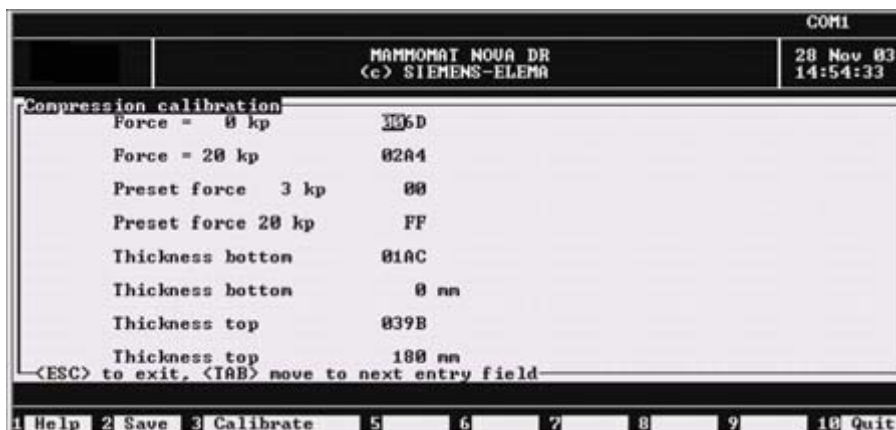 COM1
MAMMOMAT NOVA DR
(c) SIEMENS-ELEMA
28 Nov 03
14:54:33
Compression calibration
Force = 0 kp 006D
Force = 20 kp 02A4
Preset force 3 kp 00
Preset force 20 kp FF
Thickness bottom 01AC
Thickness bottom 0 mm
Thickness top 039B
Thickness top 180 mm
<ESC> to exit, <TAB> move to next entry field
1 Help 2 Save 3 Calibrate 5 6 7 8 9 10 Quit